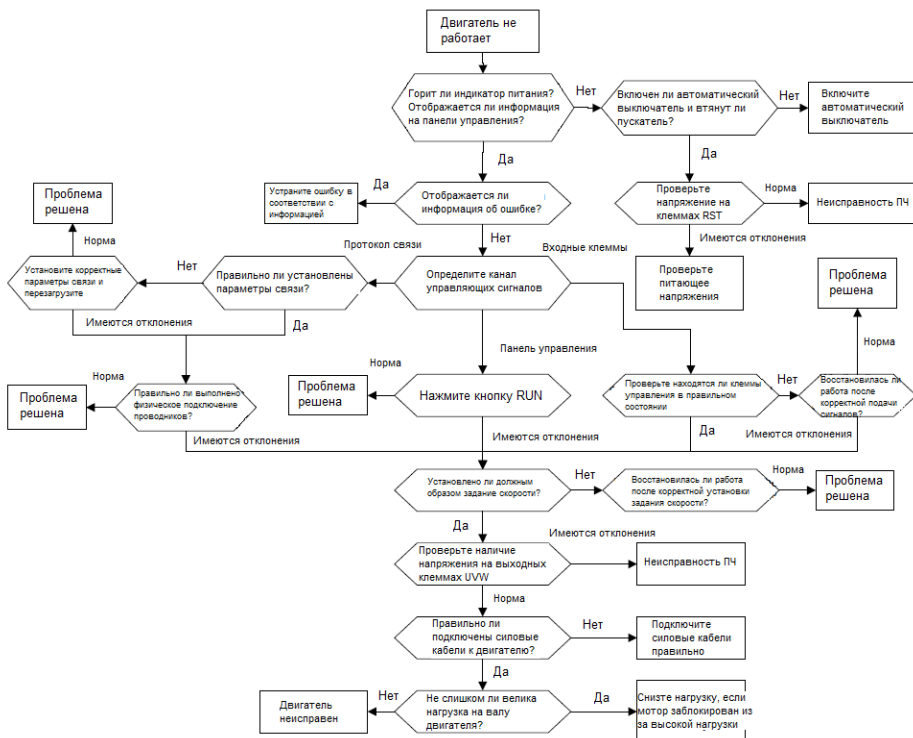 Двигатель не
работает
Горит ли индикатор питания?
Отображается ли информация
на панели управления?
Нет
Включен ли автоматический
выключатель и втянут ли
пускатель?
Нет
Включите
автоматический
выключатель
Да
Да
Проблема
решена
Устраните ошибку в
соответствии с
информацией
Да
Отображается ли
информация об ошибке?
Проверьте
напряжение на
клеммах RST
Норма
Неисправность ПЧ
Норма
Протокол связи
Нет
Входные клеммы
Имеются отклонения
Установите корректные
параметры связи и
перезагрузите
Нет
Правильно ли установлены
параметры связи?
Определите канал
управляющих сигналов
Проверьте
питающее
напряжения
Проблема
решена
Имеются отклонения
Да
Панель управления
Норма
Норма
Норма
Проблема
решена
Правильно ли выполнено
физическое подключение
проводников?
Проблема
решена
Нажмите кнопку RUN
Проверьте находятся ли клеммы
управления в правильном
состоянии
Нет
Восстановилась ли
работа после
корректной подачи
сигналов?
Имеются отклонения
Имеются отклонения
Да
Имеются отклонения
Установлено ли должным
образом задание скорости?
Нет
Восстановилась ли работа
после корректной установки
задания скорости?
Норма
Проблема
решена
Да
Имеются отклонения
Проверьте наличие
напряжения на выходных
клеммах UVW
Неисправность ПЧ
Норма
Правильно ли
подключены силовые
кабели к двигателю?
Нет
Подключите
силовые кабели
правильно
Да
Двигатель
неисправен
Нет
Не слишком ли велика
нагрузка на валу
двигателя?
Да
Снизте нагрузку, если
мотор заблокирован из
за высокой нагрузки